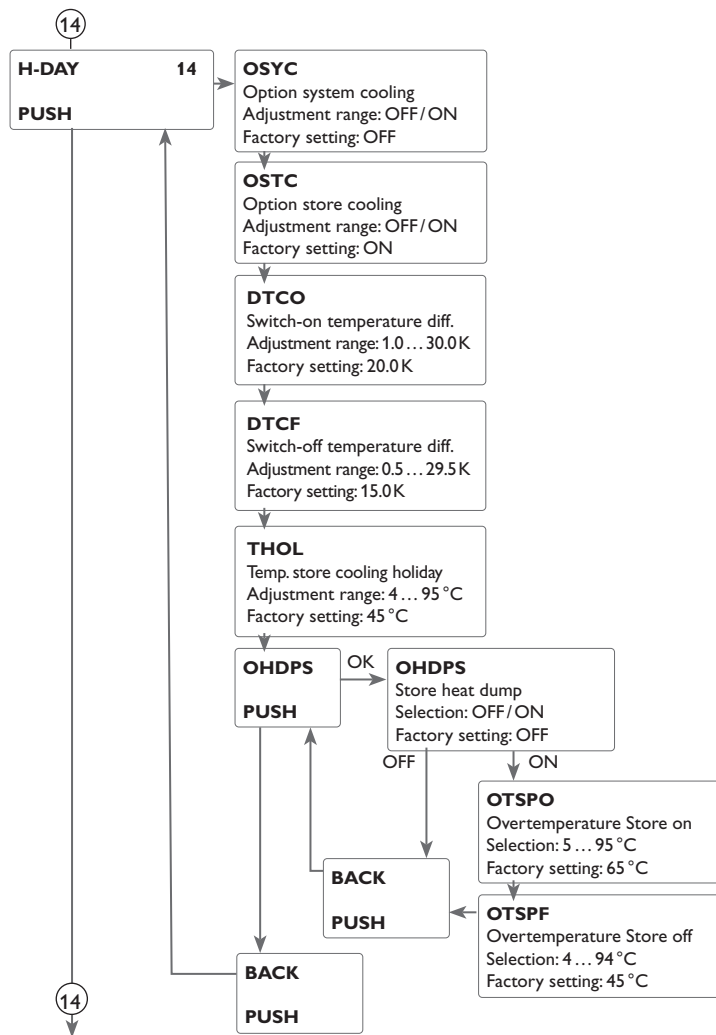 14
H-DAY 14
PUSH
OSYC
Option system cooling
Adjustment range: OFF/ON
Factory setting: OFF
OSTC
Option store cooling
Adjustment range: OFF/ON
Factory setting: ON
DTCO
Switch-on temperature diff.
Adjustment range: 1.0 … 30.0 K
Factory setting: 20.0 K
DTCF
Switch-off temperature diff.
Adjustment range: 0.5 … 29.5 K
Factory setting: 15.0 K
THOL
Temp. store cooling holiday
Adjustment range: 4 … 95 °C
Factory setting: 45 °C
OHDPS
PUSH
OK
OHDPS
Store heat dump
Selection: OFF/ON
Factory setting: OFF
OFF
ON
OTSPO
Overtemperature Store on
Selection: 5 … 95 °C
Factory setting: 65 °C
OTSPF
Overtemperature Store off
Selection: 4 … 94 °C
Factory setting: 45 °C
BACK
PUSH
BACK
PUSH
14